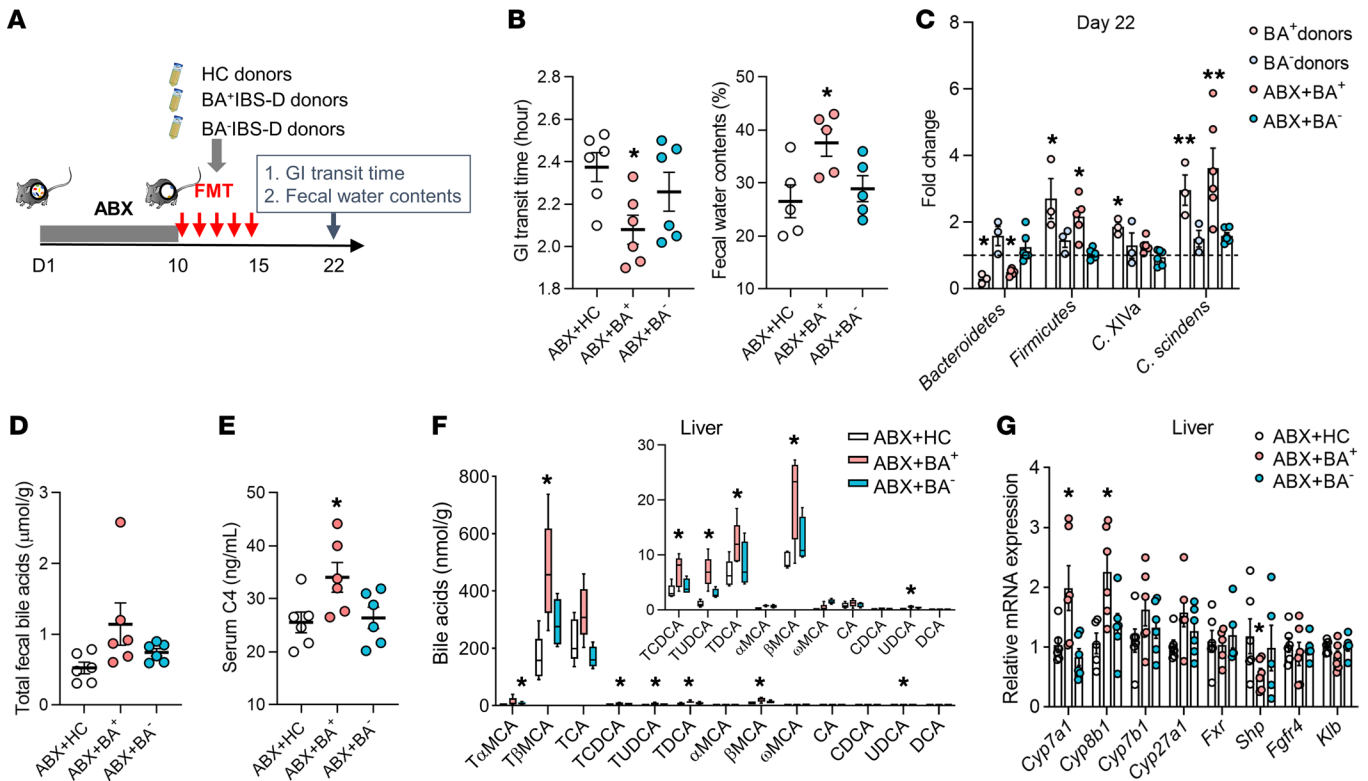 A
HC donors
BA⁺IBS-D donors
BA⁻IBS-D donors
FMT
ABX
1. GI transit time
2. Fecal water contents
D1
10
15
22
B
GI transit time (hour)
2.8
2.6
2.4
2.2
2.0
1.8
*
ABX+HC
ABX+BA⁺
ABX+BA⁻
Fecal water contents (%)
50
40
30
20
10
*
ABX+HC
ABX+BA⁺
ABX+BA⁻
C
Day 22
Fold change
8
6
4
2
0
* * * * * ** **
Bacteroidetes
Firmicutes
C. XIVa
C. scindens
BA⁺donors
BA⁻donors
ABX+BA⁺
ABX+BA⁻
D
Total fecal bile acids (μmol/g)
3
2
1
0
ABX+HC
ABX+BA⁺
ABX+BA⁻
E
Serum C4 (ng/mL)
50
40
30
20
10
*
ABX+HC
ABX+BA⁺
ABX+BA⁻
F
Liver
ABX+HC
ABX+BA⁺
ABX+BA⁻
Bile acids (nmol/g)
800
600
400
200
0
* * * * * * *
TαMCA
TβMCA
TCA
TCDCA
TUDCA
TDCA
αMCA
βMCA
ωMCA
CA
CDCA
UDCA
DCA
30
20
10
0
* * * * *
TCDCA
TUDCA
TDCA
αMCA
βMCA
ωMCA
CA
CDCA
UDCA
DCA
G
Liver
ABX+HC
ABX+BA⁺
ABX+BA⁻
Relative mRNA expression
4
3
2
1
0
* * *
Cyp7a1
Cyp8b1
Cyp7b1
Cyp27a1
Fxr
Shp
Fgfr4
Klb